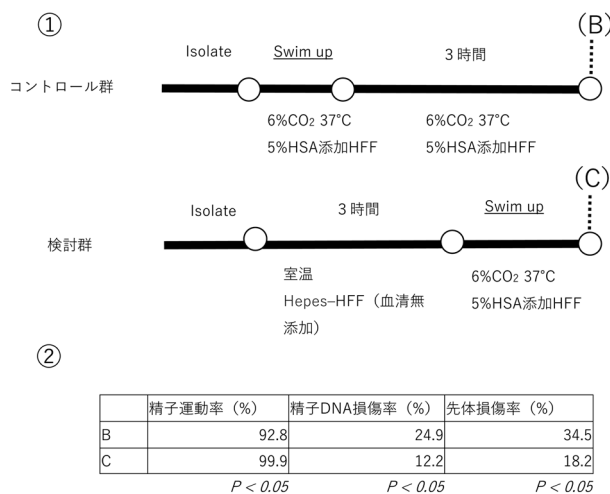 ①
(B)
Isolate
Swim up
3時間
コントロール群
6%CO₂ 37°C
6%CO₂ 37°C
5%HSA添加HFF
5%HSA添加HFF
(C)
Isolate
3時間
Swim up
検討群
室温
6%CO₂ 37°C
Hepes–HFF（血清無
5%HSA添加HFF
添加）
②
精子運動率（%） 精子DNA損傷率（%） 先体損傷率（%）
B 92.8 24.9 34.5
C 99.9 12.2 18.2
P < 0.05 P < 0.05 P < 0.05